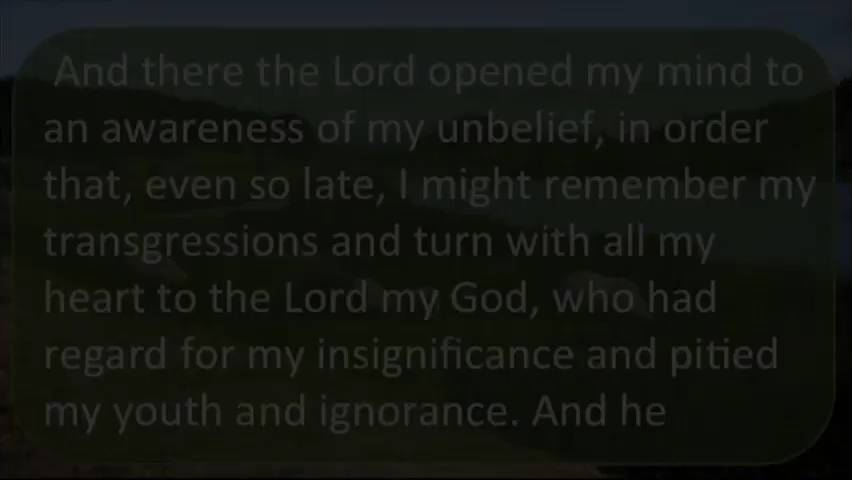 And there the Lord opened my mind to
an awareness of my unbelief, in order
that, even so late, I might remember my
transgressions and turn with all my
heart to the Lord my God, who had
regard for my insignificance and pitied
my youth and ignorance. And he